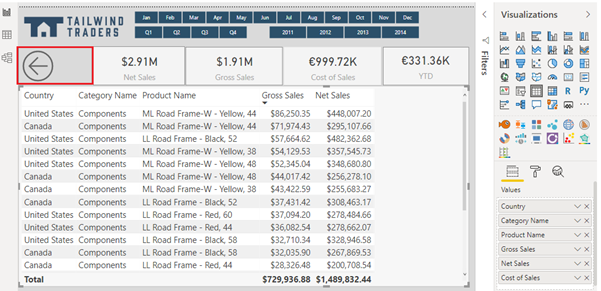 TAILWIND
TRADERS
Jan Feb Mar Apr May Jun Jul Aug Sep Oct Nov Dec
Q1 Q2 Q3 Q4 2011 2012 2013 2014
$2.91M
Net Sales
$1.91M
Gross Sales
€999.72K
Cost of Sales
€331.36K
YTD
Country Category Name Product Name Gross Sales Net Sales
United States Components ML Road Frame-W - Yellow, 44 $86,250.35 $448,007.20
Canada Components ML Road Frame-W - Yellow, 44 $71,974.43 $295,107.66
United States Components LL Road Frame - Black, 52 $57,664.62 $482,362.68
United States Components ML Road Frame-W - Yellow, 38 $54,129.53 $357,545.73
United States Components ML Road Frame-W - Yellow, 48 $52,345.04 $348,680.80
Canada Components ML Road Frame-W - Yellow, 48 $44,017.42 $256,278.10
Canada Components ML Road Frame-W - Yellow, 38 $43,422.59 $255,683.27
Canada Components LL Road Frame - Black, 52 $37,431.42 $308,463.17
United States Components LL Road Frame - Red, 60 $37,094.20 $278,484.66
United States Components LL Road Frame - Red, 44 $36,082.54 $278,662.07
United States Components LL Road Frame - Black, 58 $32,710.34 $328,946.58
Canada Components LL Road Frame - Black, 58 $32,035.90 $267,869.53
Canada Components LL Road Frame - Red, 44 $28,326.48 $200,708.54
Total $729,936.88 $1,489,832.44
Filters
Visualizations
R Py
Values
Country
Category Name
Product Name
Gross Sales
Net Sales
Cost of Sales